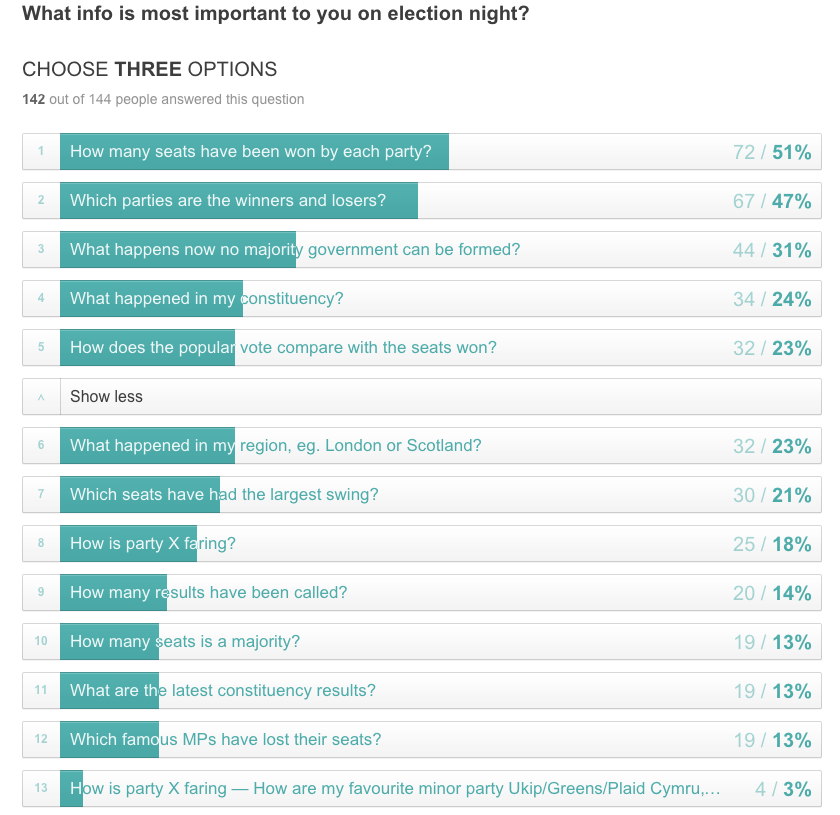 What info is most important to you on election night?
CHOOSE THREE OPTIONS
142 out of 144 people answered this question
1 How many seats have been won by each party? 72 / 51%
2 Which parties are the winners and losers? 67 / 47%
3 What happens now no majority government can be formed? 44 / 31%
4 What happened in my constituency? 34 / 24%
5 How does the popular vote compare with the seats won? 32 / 23%
^ Show less
6 What happened in my region, eg. London or Scotland? 32 / 23%
7 Which seats have had the largest swing? 30 / 21%
8 How is party X faring? 25 / 18%
9 How many results have been called? 20 / 14%
10 How many seats is a majority? 19 / 13%
11 What are the latest constituency results? 19 / 13%
12 Which famous MPs have lost their seats? 19 / 13%
13 How is party X faring — How are my favourite minor party Ukip/Greens/Plaid Cymru,… 4 / 3%